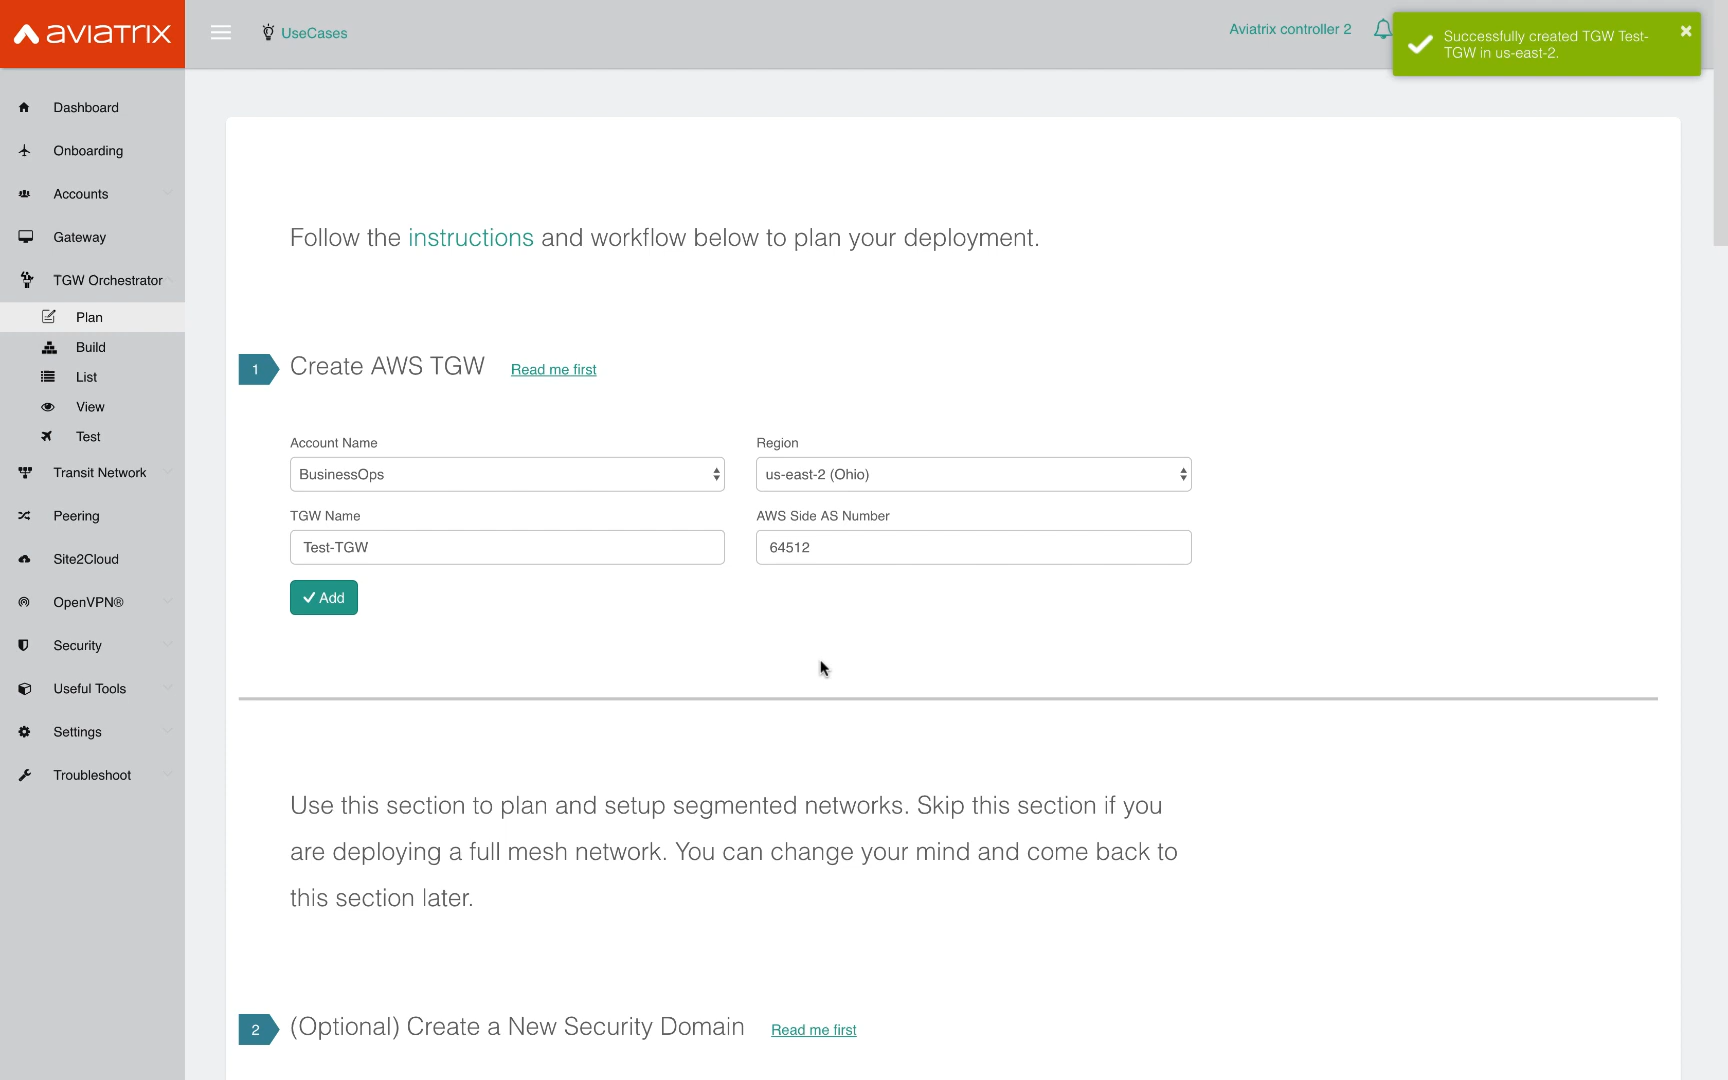 aviatrix
UseCases
Aviatrix controller 2
Successfully created TGW Test-
TGW in us-east-2.
Dashboard
Onboarding
Accounts
Gateway
TGW Orchestrator
Plan
Build
List
View
Test
Transit Network
Peering
Site2Cloud
OpenVPN®
Security
Useful Tools
Settings
Troubleshoot
Follow the instructions and workflow below to plan your deployment.
1 Create AWS TGW Read me first
Account Name Region
BusinessOps us-east-2 (Ohio)
TGW Name AWS Side AS Number
Test-TGW 64512
Add
Use this section to plan and setup segmented networks. Skip this section if you
are deploying a full mesh network. You can change your mind and come back to
this section later.
2 (Optional) Create a New Security Domain Read me first